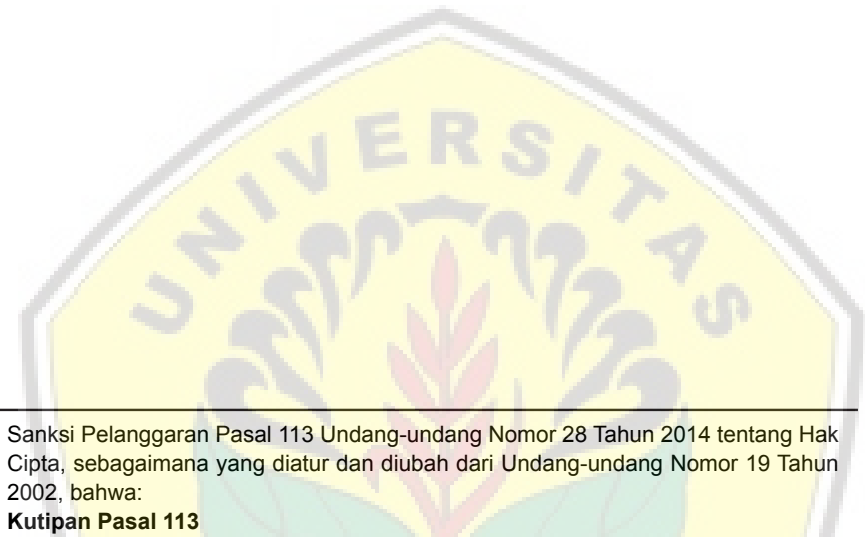 UNIVERSITAS
Sanksi Pelanggaran Pasal 113 Undang-undang Nomor 28 Tahun 2014 tentang Hak
Cipta, sebagaimana yang diatur dan diubah dari Undang-undang Nomor 19 Tahun
2002, bahwa:
Kutipan Pasal 113